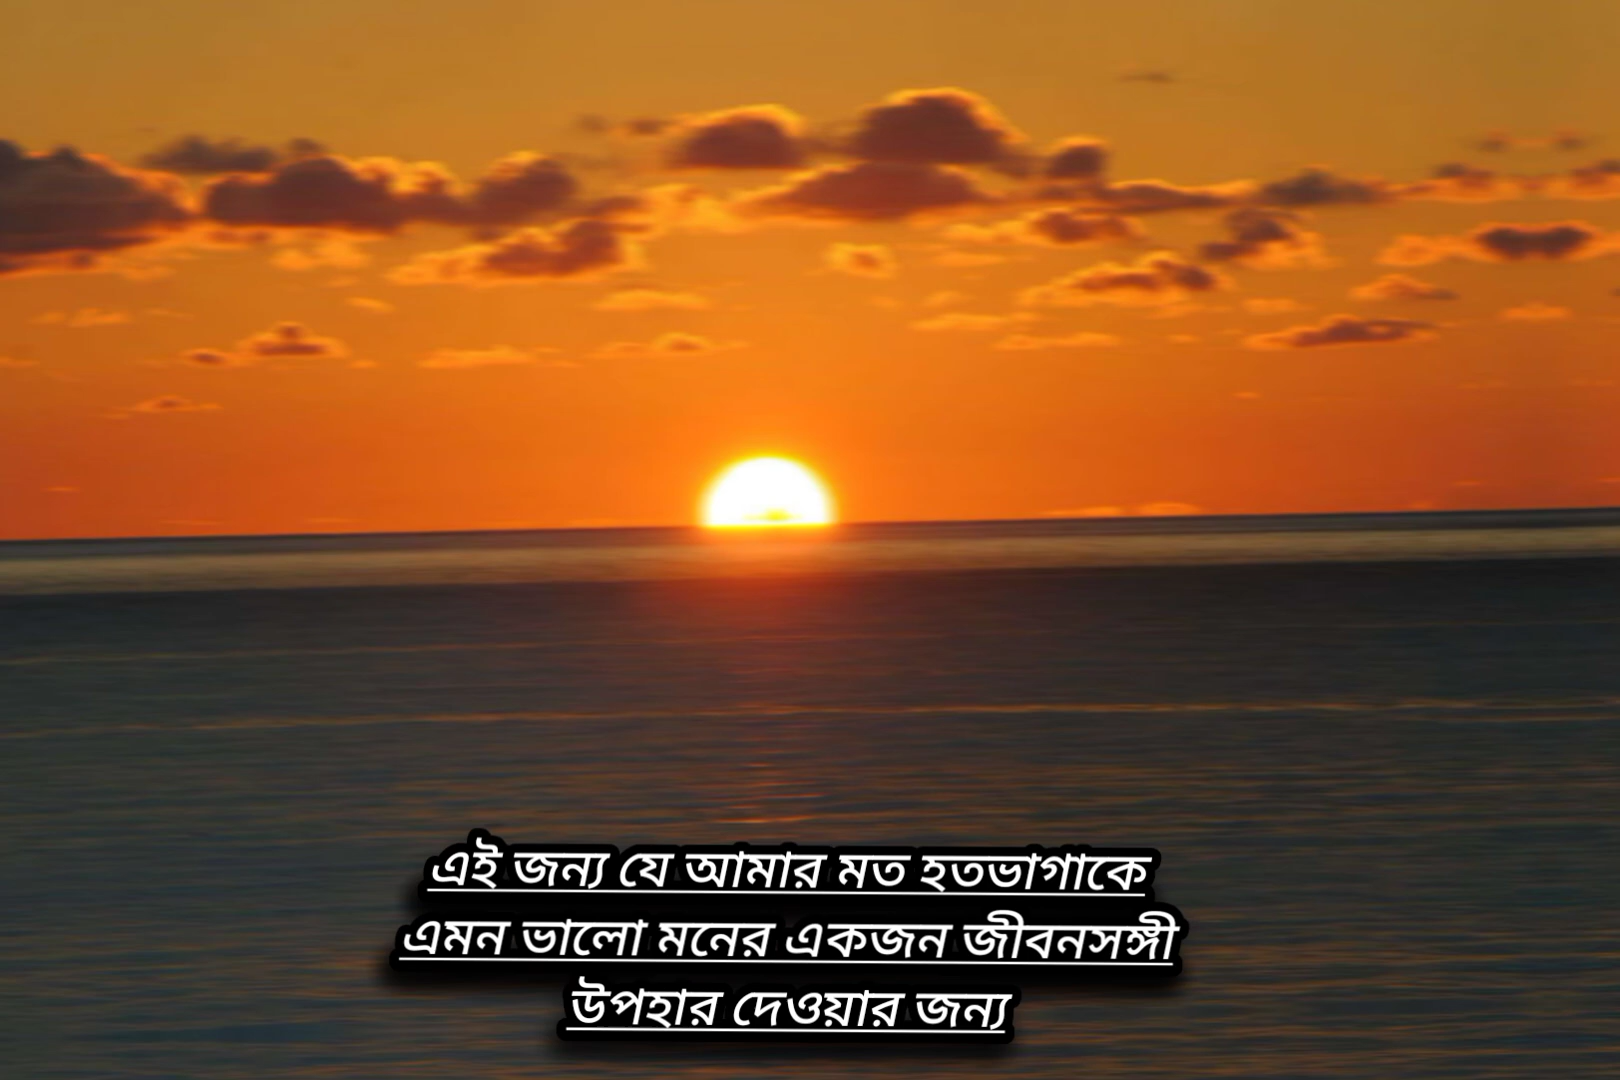 এই জন্য যে আমার মত হতভাগাকে
এমন ভালো মনের একজন জীবনসঙ্গী
উপহার দেওয়ার জন্য